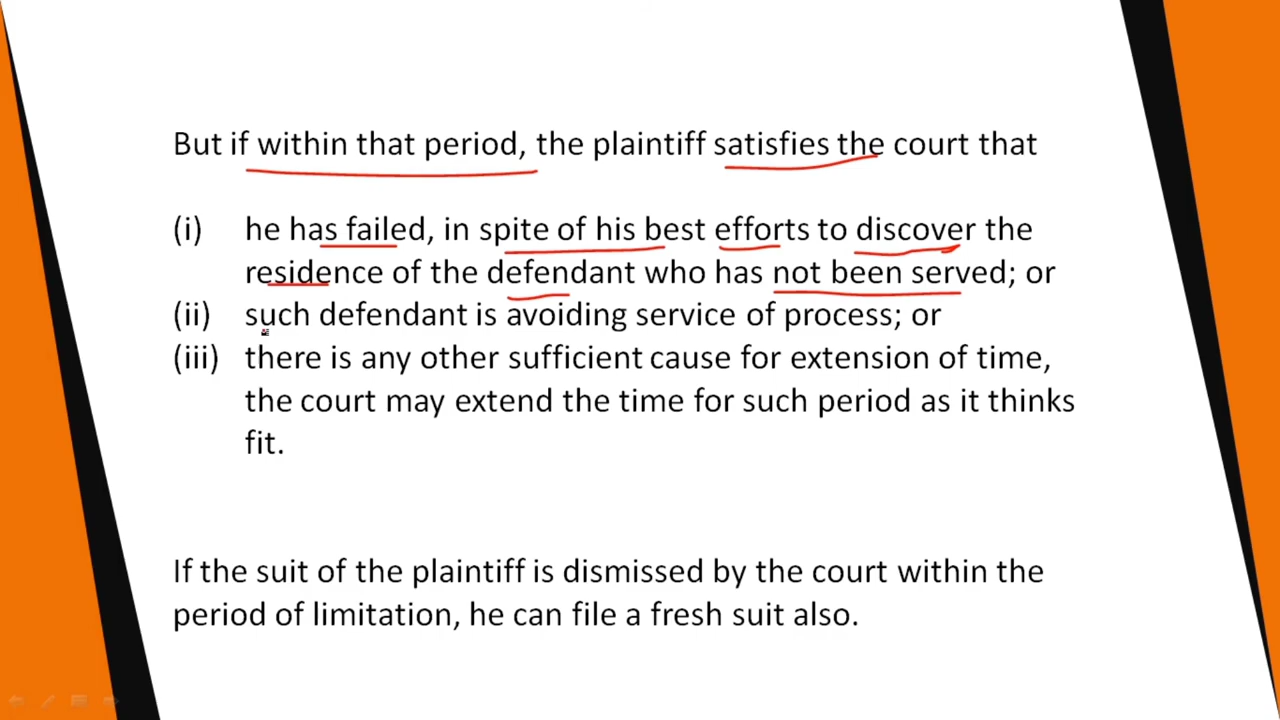 But if within that period, the plaintiff satisfies the court that
(i) he has failed, in spite of his best efforts to discover the
residence of the defendant who has not been served; or
(ii) such defendant is avoiding service of process; or
(iii) there is any other sufficient cause for extension of time,
the court may extend the time for such period as it thinks
fit.
If the suit of the plaintiff is dismissed by the court within the
period of limitation, he can file a fresh suit also.